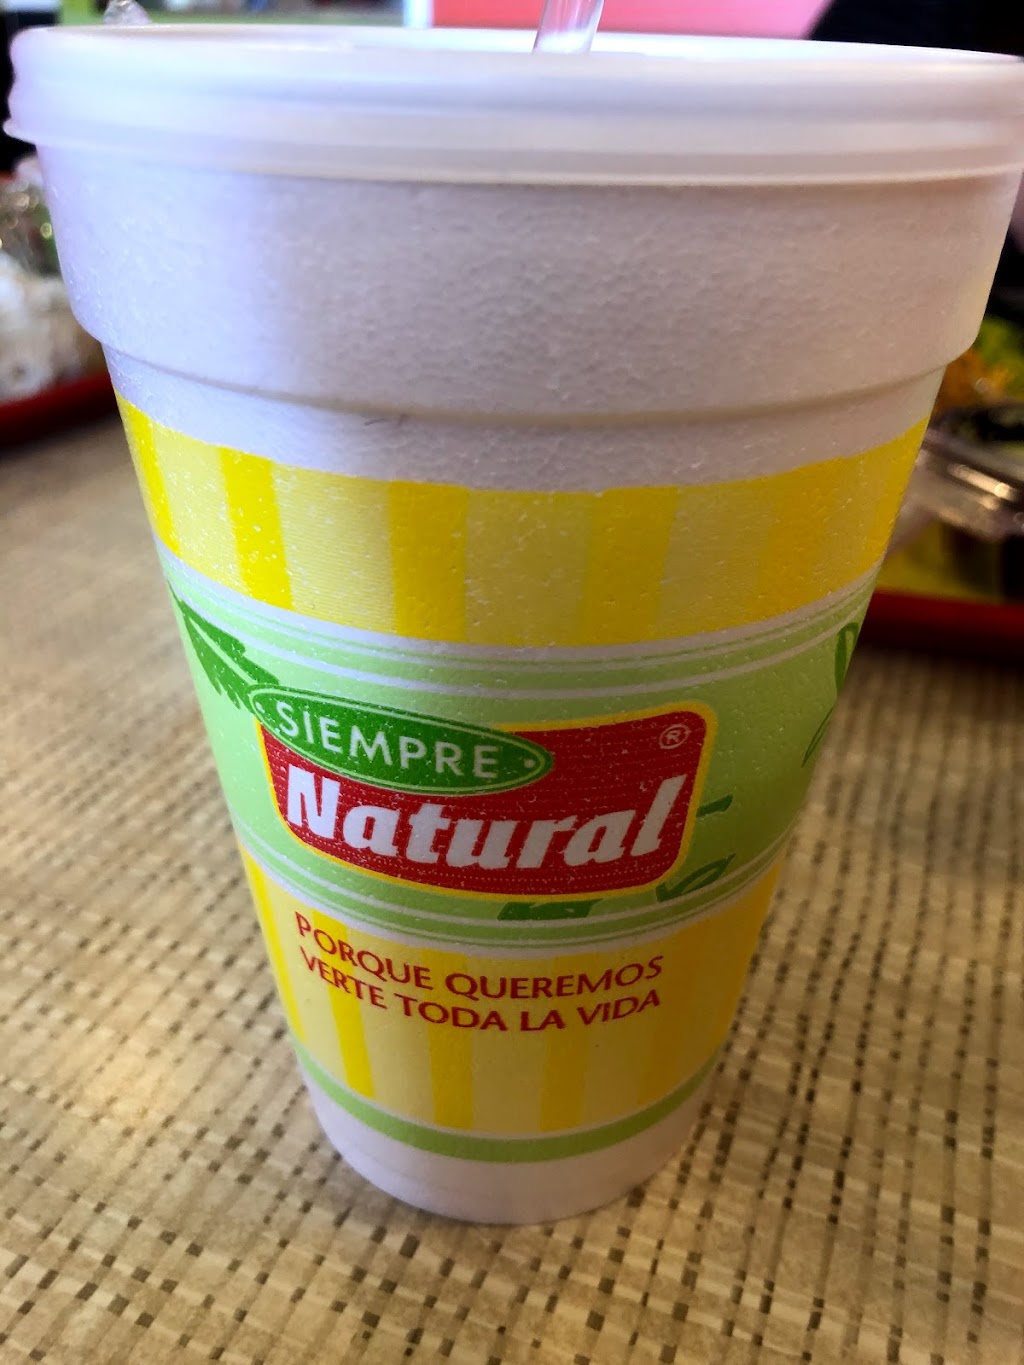 SiEMPRE
Natural ®
PORQUE QUEREMOS
VERTE TODA LA VIDA